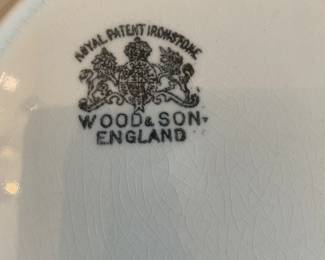 ROYAL PATENT IRONSTONE
WOOD & SON
ENGLAND